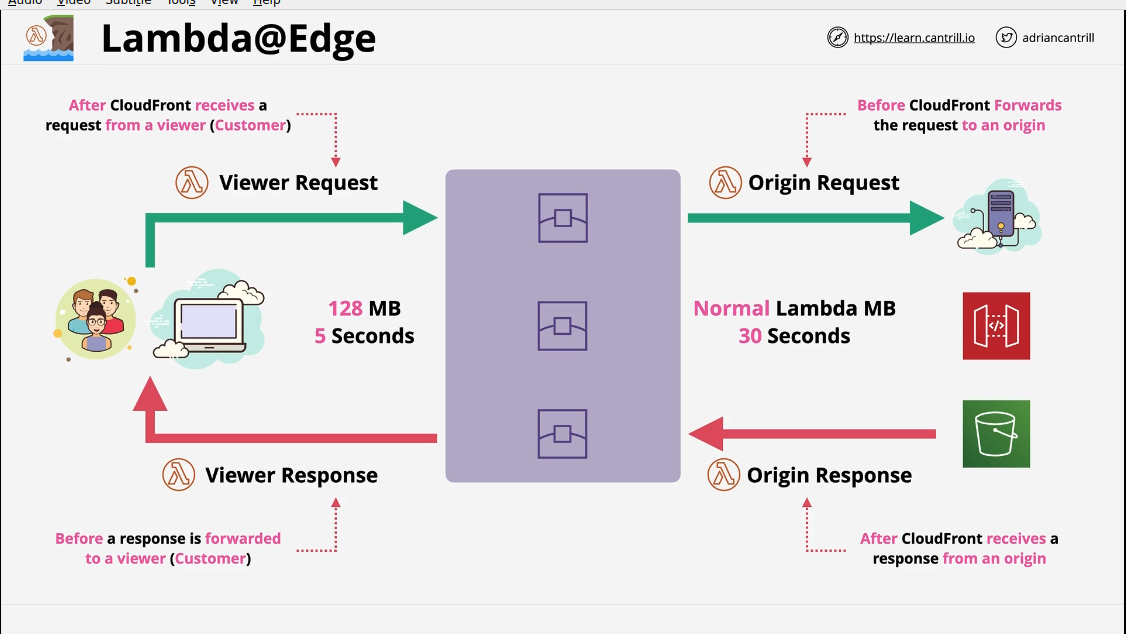 Audio Video Subtitle Tools View Help
Lambda@Edge
https://learn.cantrill.io
adriancantrill
After CloudFront receives a
request from a viewer (Customer)
Before CloudFront Forwards
the request to an origin
Viewer Request
Origin Request
128 MB
5 Seconds
Normal Lambda MB
30 Seconds
Viewer Response
Origin Response
Before a response is forwarded
to a viewer (Customer)
After CloudFront receives a
response from an origin